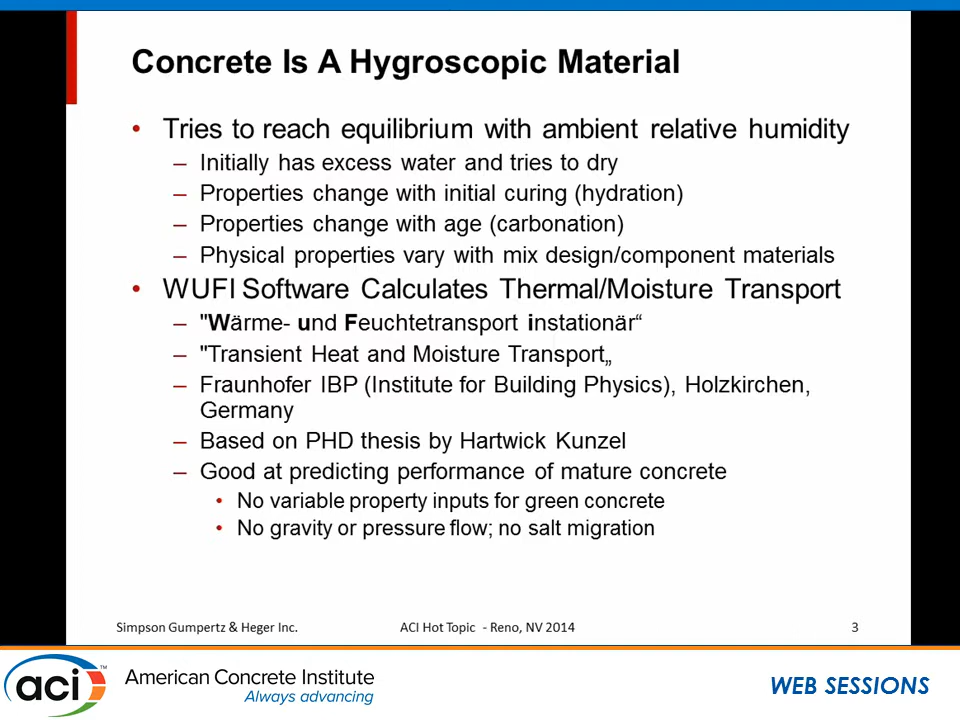 Concrete Is A Hygroscopic Material
• Tries to reach equilibrium with ambient relative humidity
– Initially has excess water and tries to dry
– Properties change with initial curing (hydration)
– Properties change with age (carbonation)
– Physical properties vary with mix design/component materials
• WUFI Software Calculates Thermal/Moisture Transport
– "Wärme- und Feuchtetransport instationär“
– "Transient Heat and Moisture Transport„
– Fraunhofer IBP (Institute for Building Physics), Holzkirchen,
Germany
– Based on PHD thesis by Hartwick Kunzel
– Good at predicting performance of mature concrete
• No variable property inputs for green concrete
• No gravity or pressure flow; no salt migration
Simpson Gumpertz & Heger Inc. ACI Hot Topic - Reno, NV 2014 3
aci™ American Concrete Institute
Always advancing
WEB SESSIONS